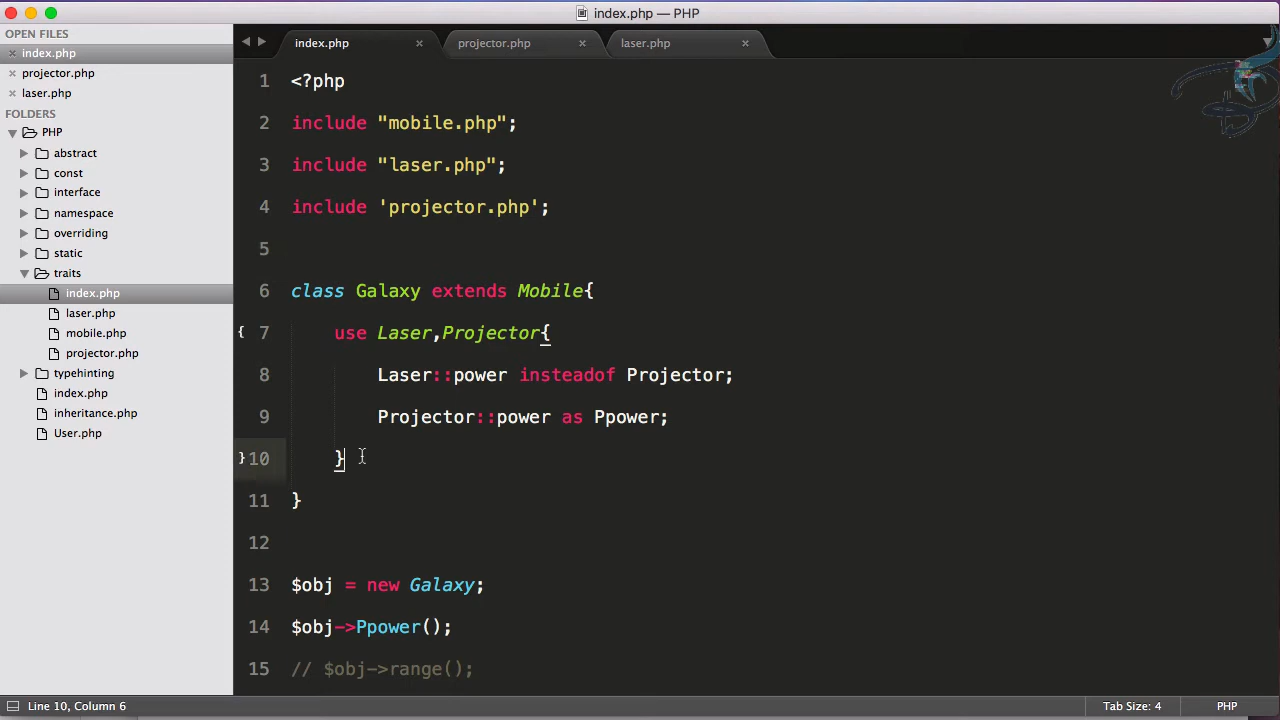 index.php — PHP
OPEN FILES
index.php
projector.php
laser.php
FOLDERS
PHP
abstract
const
interface
namespace
overriding
static
traits
index.php
laser.php
mobile.php
projector.php
typehinting
index.php
inheritance.php
User.php
index.php projector.php laser.php
1 <?php
2 include "mobile.php";
3 include "laser.php";
4 include 'projector.php';
5
6 class Galaxy extends Mobile{
7 use Laser,Projector{
8 Laser::power insteadof Projector;
9 Projector::power as Ppower;
10 }
11 }
12
13 $obj = new Galaxy;
14 $obj->Ppower();
15 // $obj->range();
Line 10, Column 6 Tab Size: 4 PHP